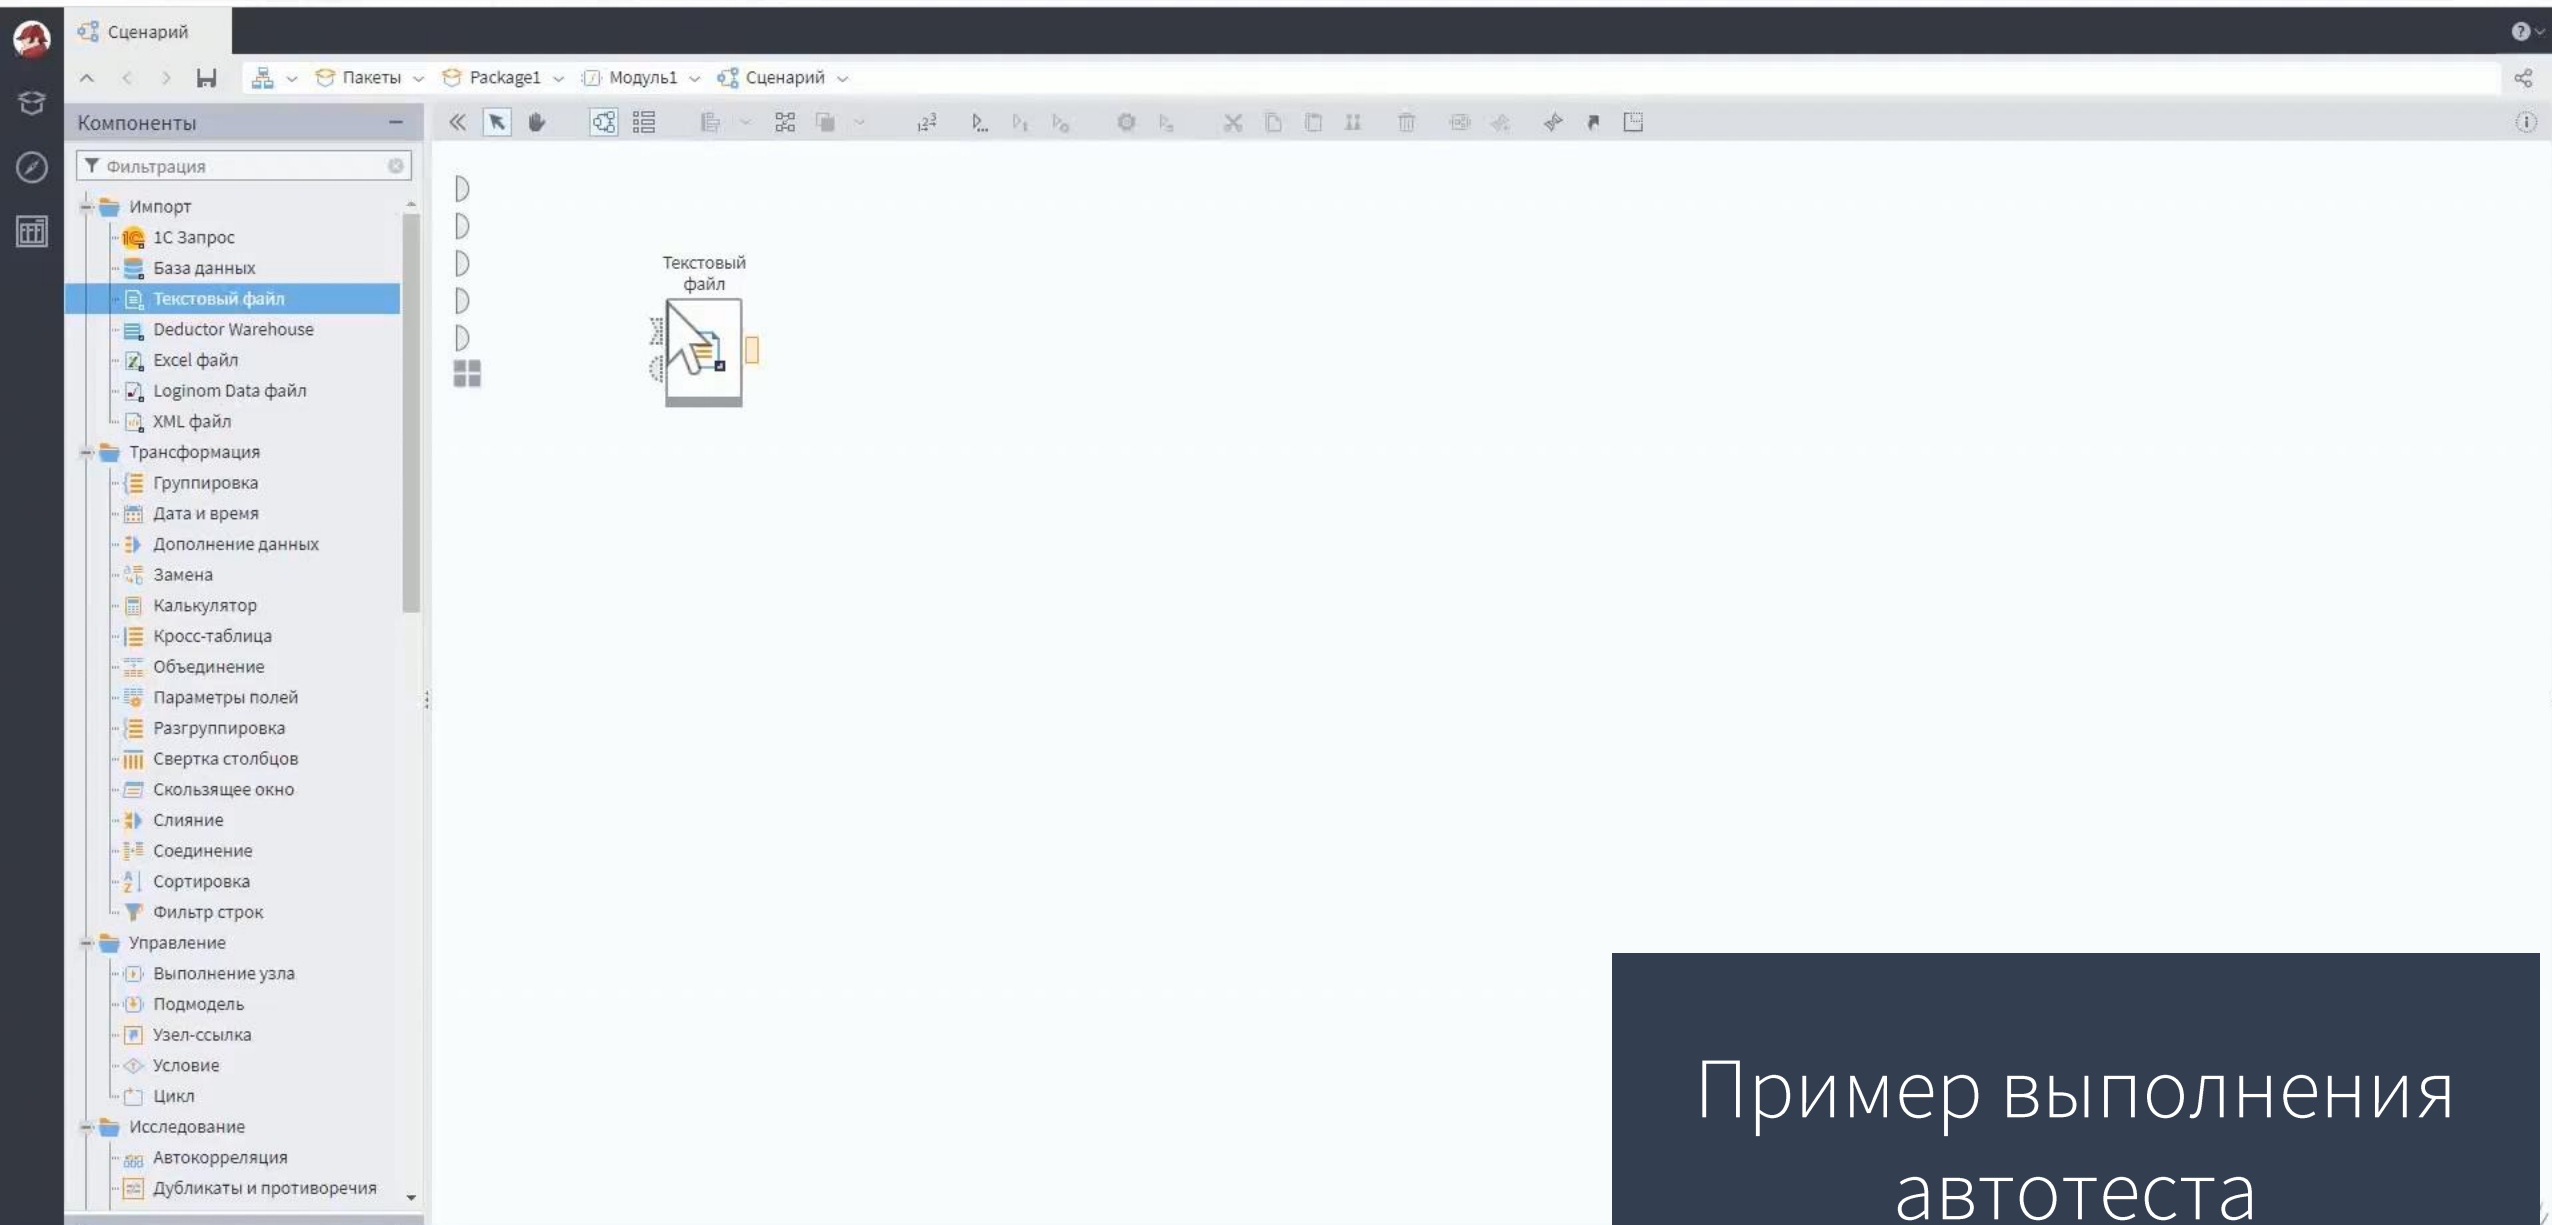 Сценарий
Пакеты
Package1
Модуль1
Сценарий
Компоненты
Фильтрация
Импорт
1С Запрос
База данных
Текстовый файл
Deductor Warehouse
Excel файл
Loginom Data файл
XML файл
Трансформация
Группировка
Дата и время
Дополнение данных
Замена
Калькулятор
Кросс-таблица
Объединение
Параметры полей
Разгруппировка
Свертка столбцов
Скользящее окно
Слияние
Соединение
Сортировка
Фильтр строк
Управление
Выполнение узла
Подмодель
Узел-ссылка
Условие
Цикл
Исследование
Автокорреляция
Дубликаты и противоречия
Текстовый
файл
Пример выполнения
автотеста